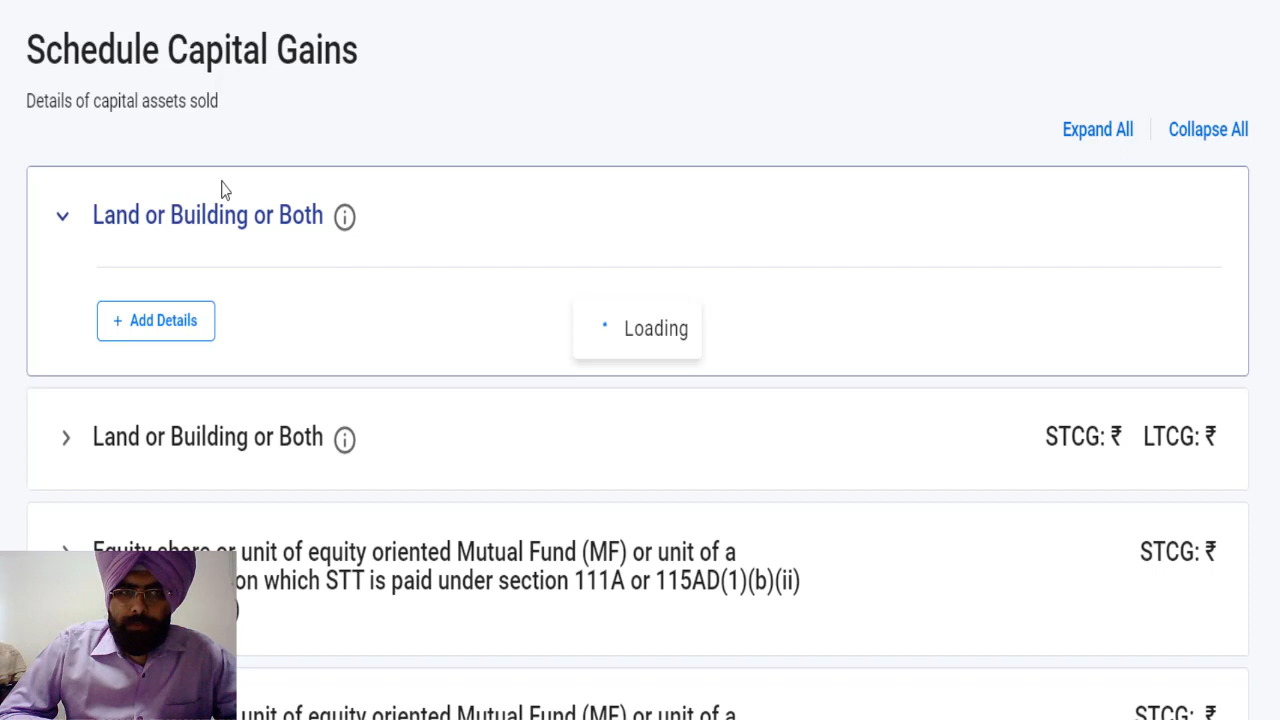 Schedule Capital Gains
Details of capital assets sold
Expand All
Collapse All
Land or Building or Both
+ Add Details
Loading
Land or Building or Both
STCG: ₹ LTCG: ₹
Equity share or unit of equity oriented Mutual Fund (MF) or unit of a
STCG: ₹
on which STT is paid under section 111A or 115AD(1)(b)(ii)
)
unit of equity oriented Mutual Fund (MF) or unit of a
STCG: ₹